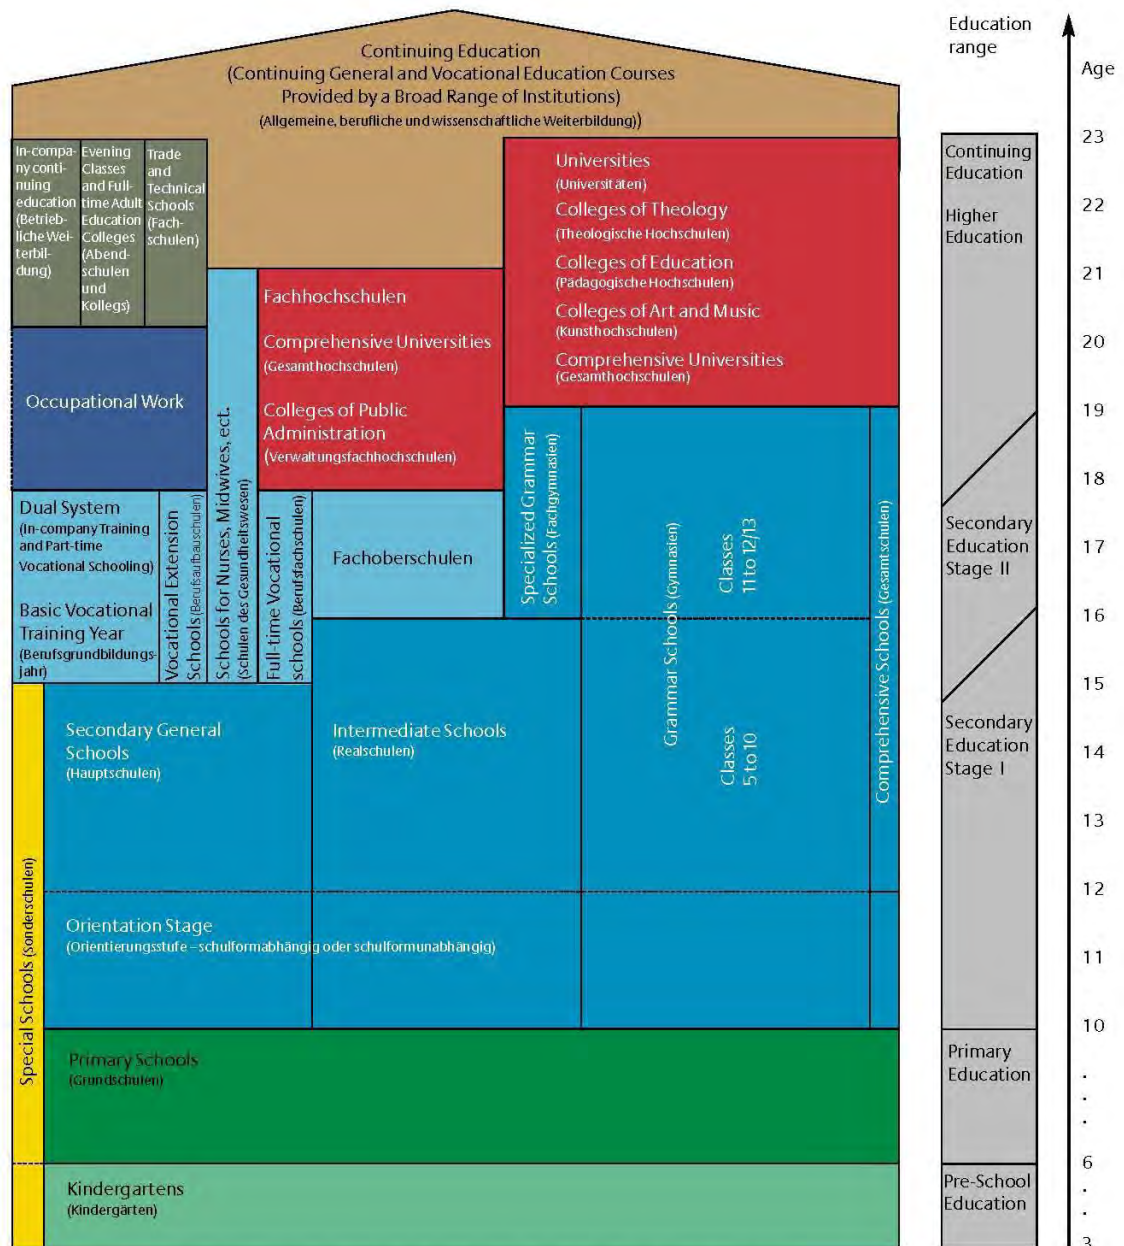 Continuing Education
(Continuing General and Vocational Education Courses
Provided by a Broad Range of Institutions)
(Allgemeine, berufliche und wissenschaftliche Weiterbildung))
In-compa-
ny conti-
nuing
education
(Betrieb-
liche Wei-
terbil-
dung)
Evening
Classes
and Full-
time Adult
Education
Colleges
(Abend-
schulen
und
Kollegs)
Trade
and
Technical
Schools
(Fach-
schulen)
Universities
(Universitäten)
Colleges of Theology
(Theologische Hochschulen)
Colleges of Education
(Pädagogische Hochschulen)
Colleges of Art and Music
(Kunsthochschulen)
Comprehensive Universities
(Gesamthochschulen)
Fachhochschulen
Comprehensive Universities
(Gesamthochschulen)
Colleges of Public
Administration
(Verwaltungsfachhochschulen)
Occupational Work
Dual System
(In-company Training
and Part-time
Vocational Schooling)
Basic Vocational
Training Year
(Berufsgrundbildungs-
jahr)
Vocational Extension
Schools (Berufsaufbauschulen)
Schools for Nurses, Midwives, ect.
(Schulen des Gesundheitswesen)
Full-time Vocational
schools (Berufsfachschulen)
Fachoberschulen
Specialized Grammar
Schools (Fachgymnasien)
Grammar Schools (Gymnasien)
Classes
11 to 12/13
Classes
5 to 10
Comprehensive Schools (Gesamtschulen)
Secondary General
Schools
(Hauptschulen)
Intermediate Schools
(Realschulen)
Orientation Stage
(Orientierungsstufe – schulformabhängig oder schulformunabhängig)
Special Schools (Sonderschulen)
Primary Schools
(Grundschulen)
Kindergartens
(Kindergärten)
Education
range
Continuing
Education
Higher
Education
Secondary
Education
Stage II
Secondary
Education
Stage I
Primary
Education
Pre-School
Education
Age
23
22
21
20
19
18
17
16
15
14
13
12
11
10
.
.
.
6
.
.
3